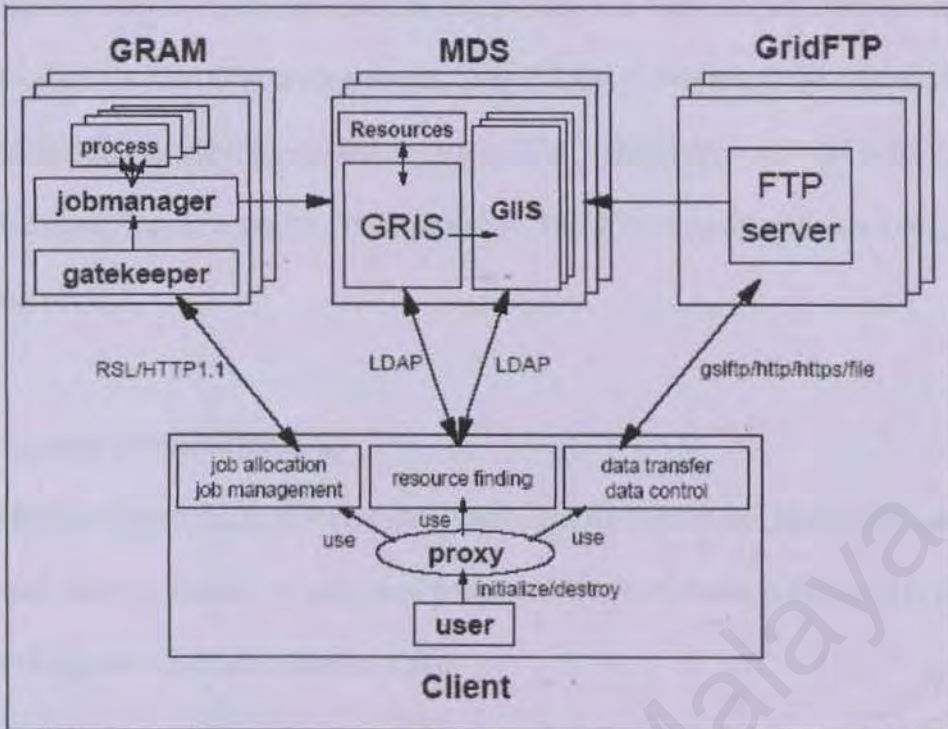 GRAM
MDS
GridFTP
process
jobmanager
gatekeeper
Resources
GRIS
GIIS
FTP
server
RSL/HTTP1.1
LDAP
LDAP
gsiftp/http/https/file
job allocation
job management
resource finding
data transfer
data control
use
use
use
proxy
initialize/destroy
user
Client
Malaya